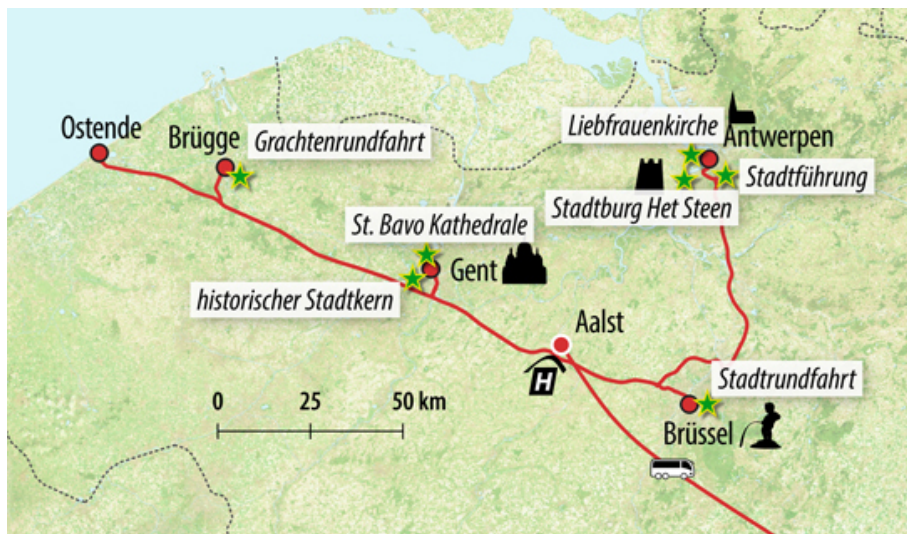 Ostende
Brügge
Grachtenrundfahrt
Liebfrauenkirche
Antwerpen
Stadtführung
Stadtburg Het Steen
St. Bavo Kathedrale
Gent
historischer Stadtkern
Aalst
H
0 25 50 km
Stadtrundfahrt
Brüssel